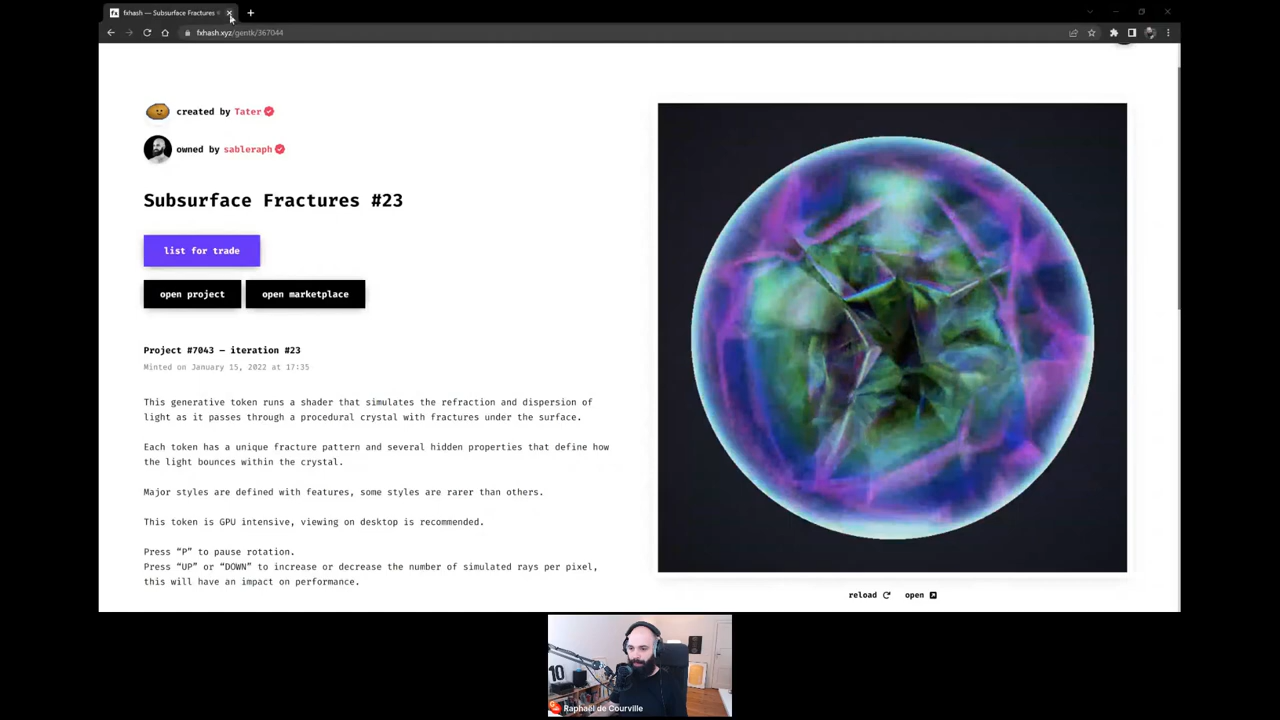 fxhash — Subsurface Fractures
fxhash.xyz/gentk/367044
created by Tater
owned by sableraph
Subsurface Fractures #23
list for trade
open project
open marketplace
Project #7043 — iteration #23
Minted on January 15, 2022 at 17:35
This generative token runs a shader that simulates the refraction and dispersion of
light as it passes through a procedural crystal with fractures under the surface.
Each token has a unique fracture pattern and several hidden properties that define how
the light bounces within the crystal.
Major styles are defined with features, some styles are rarer than others.
This token is GPU intensive, viewing on desktop is recommended.
Press “P” to pause rotation.
Press “UP” or “DOWN” to increase or decrease the number of simulated rays per pixel,
this will have an impact on performance.
reload
open
10
Raphaël de Courville